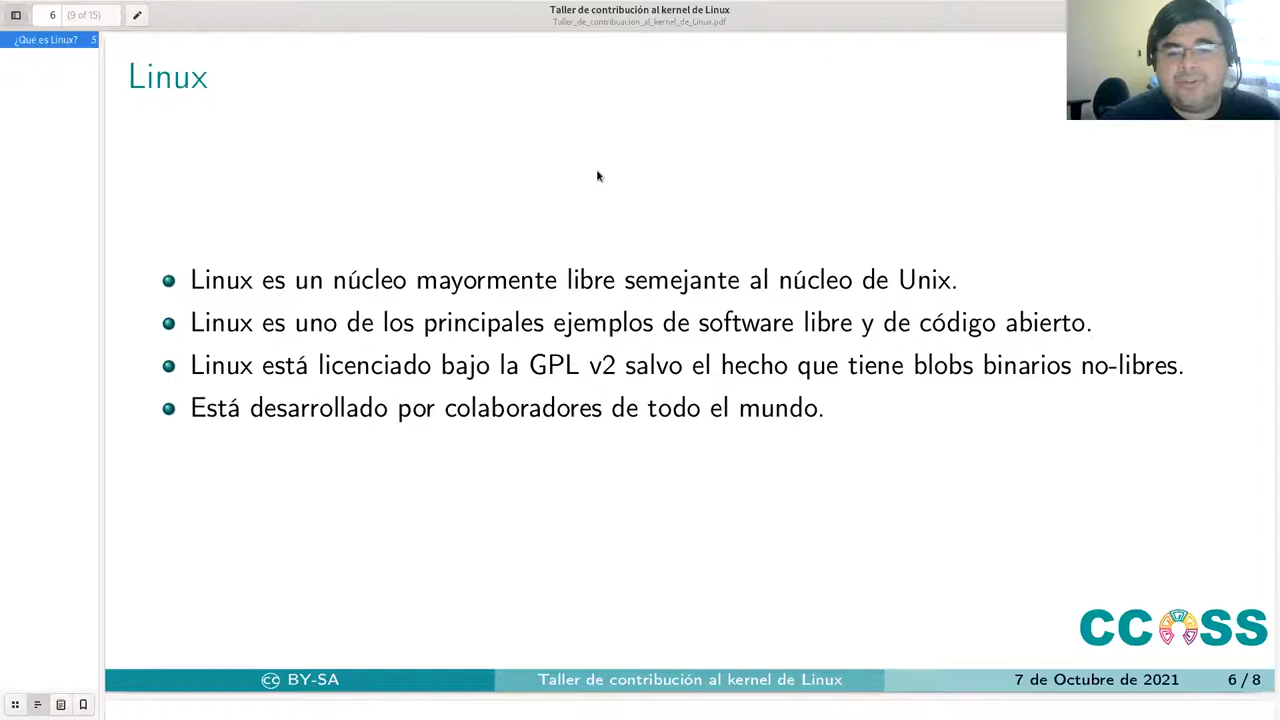 6 (9 of 15)
Taller de contribución al kernel de Linux
Taller_de_contribuacion_al_kernel_de_Linux.pdf
¿Qué es Linux? 5
Linux
Linux es un núcleo mayormente libre semejante al núcleo de Unix.
Linux es uno de los principales ejemplos de software libre y de código abierto.
Linux está licenciado bajo la GPL v2 salvo el hecho que tiene blobs binarios no-libres.
Está desarrollado por colaboradores de todo el mundo.
CCOSS
cc BY-SA
Taller de contribución al kernel de Linux
7 de Octubre de 2021 6 / 8